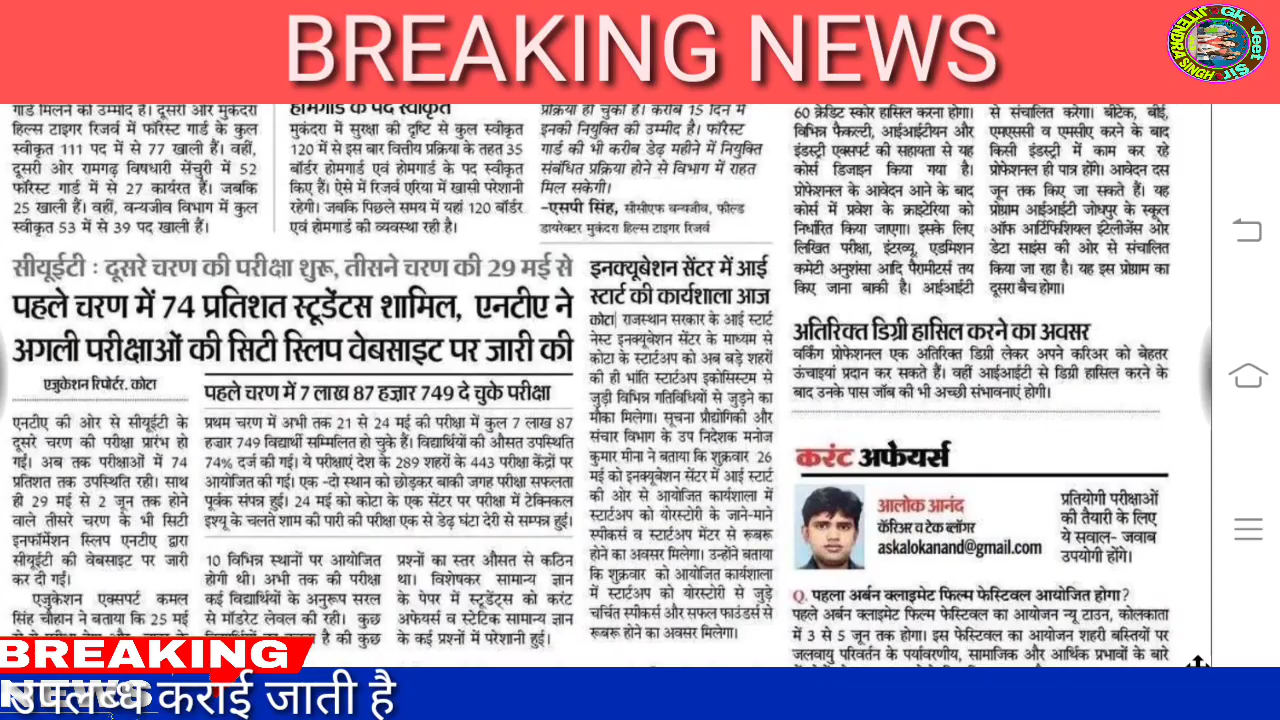 BREAKING NEWS
JITENDRA SINGH GK Jeet Sir
गार्ड मिलने की उम्मीद है। दूसरी ओर मुकंदरा
हिल्स टाइगर रिजर्व में फॉरेस्ट गार्ड के कुल
स्वीकृत 111 पद में से 77 खाली हैं। वहीं,
दूसरी ओर रामगढ़ विषधारी सेंचुरी में 52
फॉरेस्ट गार्ड में से 27 कार्यरत हैं। जबकि
25 खाली हैं। वहीं, वन्यजीव विभाग में कुल
स्वीकृत 53 में से 39 पद खाली हैं।
होमगार्ड के पद स्वीकृत
मुकंदरा में सुरक्षा की दृष्टि से कुल स्वीकृत
120 में से इस बार वित्तीय प्रक्रिया के तहत 35
बॉर्डर होमगार्ड एवं होमगार्ड के पद स्वीकृत
किए हैं। ऐसे में रिजर्व एरिया में खासी परेशानी
रहेगी। जबकि पिछले समय में यहां 120 बॉर्डर
एवं होमगार्ड की व्यवस्था रही है।
प्रक्रिया हो चुकी है। करीब 15 दिन में
इनकी नियुक्ति की उम्मीद है। फॉरेस्ट
गार्ड की भी करीब डेढ़ महीने में नियुक्ति
संबंधित प्रक्रिया होने से विभाग में राहत
मिल सकेगी।
-एसपी सिंह, सीसीएफ वन्यजीव, फील्ड
डायरेक्टर मुकंदरा हिल्स टाइगर रिजर्व
सीयूईटी : दूसरे चरण की परीक्षा शुरू, तीसने चरण की 29 मई से
पहले चरण में 74 प्रतिशत स्टूडेंटस शामिल, एनटीए ने
अगली परीक्षाओं की सिटी स्लिप वेबसाइट पर जारी की
एजुकेशन रिपोर्टर. कोटा
एनटीए की ओर से सीयूईटी के
दूसरे चरण की परीक्षा प्रारंभ हो
गई। अब तक परीक्षाओं में 74
प्रतिशत तक उपस्थिति रही। साथ
ही 29 मई से 2 जून तक होने
वाले तीसरे चरण के भी सिटी
इनफॉर्मेशन स्लिप एनटीए द्वारा
सीयूईटी की वेबसाइट पर जारी
कर दी गई।
एजुकेशन एक्सपर्ट कमल
सिंह चौहान ने बताया कि 25 मई
पहले चरण में 7 लाख 87 हज़ार 749 दे चुके परीक्षा
प्रथम चरण में अभी तक 21 से 24 मई की परीक्षा में कुल 7 लाख 87
हजार 749 विद्यार्थी सम्मिलित हो चुके हैं। विद्यार्थियों की औसत उपस्थिति
74% दर्ज की गई। ये परीक्षाएं देश के 289 शहरों के 443 परीक्षा केंद्रों पर
आयोजित की गई। एक -दो स्थान को छोड़कर बाकी जगह परीक्षा सफलता
पूर्वक संपन्न हुई। 24 मई को कोटा के एक सेंटर पर परीक्षा में टेक्निकल
इश्यू के चलते शाम की पारी की परीक्षा एक से डेढ़ घंटा देरी से सम्पन्न हुई।
10 विभिन्न स्थानों पर आयोजित
होगी थी। अभी तक की परीक्षा
कई विद्यार्थियों के अनुरूप सरल
से मॉडरेट लेवल की रही। कुछ
है की कुछ
प्रश्नों का स्तर औसत से कठिन
था। विशेषकर सामान्य ज्ञान
के पेपर में स्टूडेंट्स को करंट
अफेयर्स व स्टेटिक सामान्य ज्ञान
के कई प्रश्नों में परेशानी हुई।
इनक्यूबेशन सेंटर में आई
स्टार्ट की कार्यशाला आज
कोटा| राजस्थान सरकार के आई स्टार्ट
नेस्ट इनक्यूबेशन सेंटर के माध्यम से
कोटा के स्टार्टअप को अब बड़े शहरों
की ही भांति स्टार्टअप इकोसिस्टम से
जुड़ी विभिन्न गतिविधियों से जुड़ने का
मौका मिलेगा। सूचना प्रौद्योगिकी और
संचार विभाग के उप निदेशक मनोज
कुमार मीना ने बताया कि शुक्रवार 26
मई को इनक्यूबेशन सेंटर में आई स्टार्ट
की ओर से आयोजित कार्यशाला में
स्टार्टअप को योरस्टोरी के जाने-माने
स्पीकर्स व स्टार्टअप मेंटर से रूबरू
होने का अवसर मिलेगा। उन्होंने बताया
कि शुक्रवार को आयोजित कार्यशाला
में स्टार्टअप को योरस्टोरी से जुड़े
चर्चित स्पीकर्स और सफल फाउंडर्स से
रूबरू होने का अवसर मिलेगा।
60 क्रेडिट स्कोर हासिल करना होगा।
विभिन्न फैकल्टी, आईआईटीयन और
इंडस्ट्री एक्सपर्ट की सहायता से यह
कोर्स डिजाइन किया गया है।
प्रोफेशनल के आवेदन आने के बाद
कोर्स में प्रवेश के क्राइटेरिया को
निर्धारित किया जाएगा। इसके लिए
लिखित परीक्षा, इंटरव्यू, एडमिशन
कमेटी अनुशंसा आदि पैरामीटर्स तय
किए जाना बाकी है। आईआईटी
से संचालित करेगा। बीटेक, बीई,
एमएससी व एमसीए करने के बाद
किसी इंडस्ट्री में काम कर रहे
प्रोफेशनल ही पात्र होंगे। आवेदन दस
जून तक किए जा सकते हैं। यह
प्रोग्राम आईआईटी जोधपुर के स्कूल
ऑफ आर्टिफिशियल इंटेलीजेंस ओर
डेटा साइंस की ओर से संचालित
किया जा रहा है। यह इस प्रोग्राम का
दूसरा बैच होगा।
अतिरिक्त डिग्री हासिल करने का अवसर
वर्किंग प्रोफेशनल एक अतिरिक्त डिग्री लेकर अपने करिअर को बेहतर
ऊंचाइयां प्रदान कर सकते हैं। वहीं आईआईटी से डिग्री हासिल करने के
बाद उनके पास जॉब की भी अच्छी संभावनाएं होगी।
करंट अफेयर्स
आलोक आनंद
कॅरिअर व टेक ब्लॉगर
askalokanand@gmail.com
प्रतियोगी परीक्षाओं
की तैयारी के लिए
ये सवाल- जवाब
उपयोगी होंगे।
Q. पहला अर्बन क्लाइमेट फिल्म फेस्टिवल आयोजित होगा?
पहले अर्बन क्लाइमेट फिल्म फेस्टिवल का आयोजन न्यू टाउन, कोलकाता
में 3 से 5 जून तक होगा। इस फेस्टिवल का आयोजन शहरी बस्तियों पर
जलवायु परिवर्तन के पर्यावरणीय, सामाजिक और आर्थिक प्रभावों के बारे
BREAKING
NEWS
उपलब्ध कराई जाती है